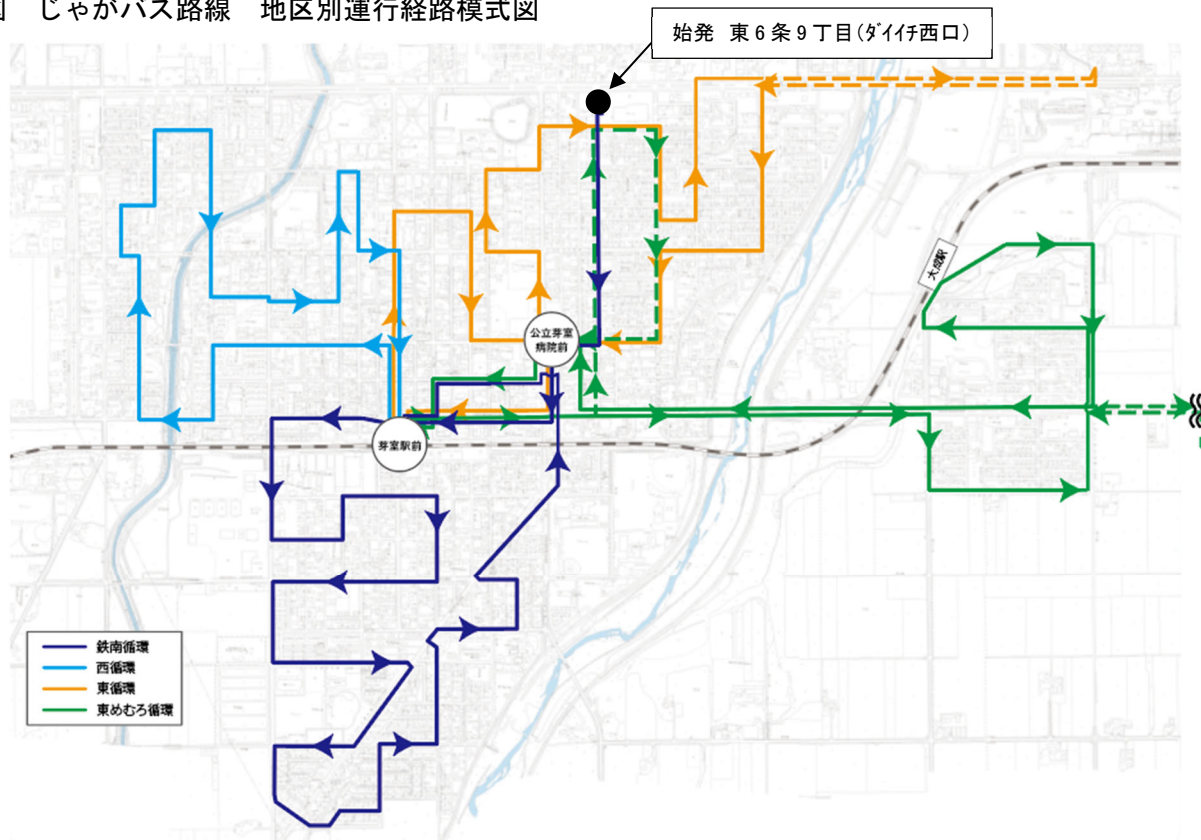 じゃがバス路線　地区別運行経路模式図
始発　東６条９丁目（ﾀﾞｲｲﾁ西口）
大成駅
公立芽室
病院前
芽室駅前
鉄南循環
西循環
東循環
東めむろ循環